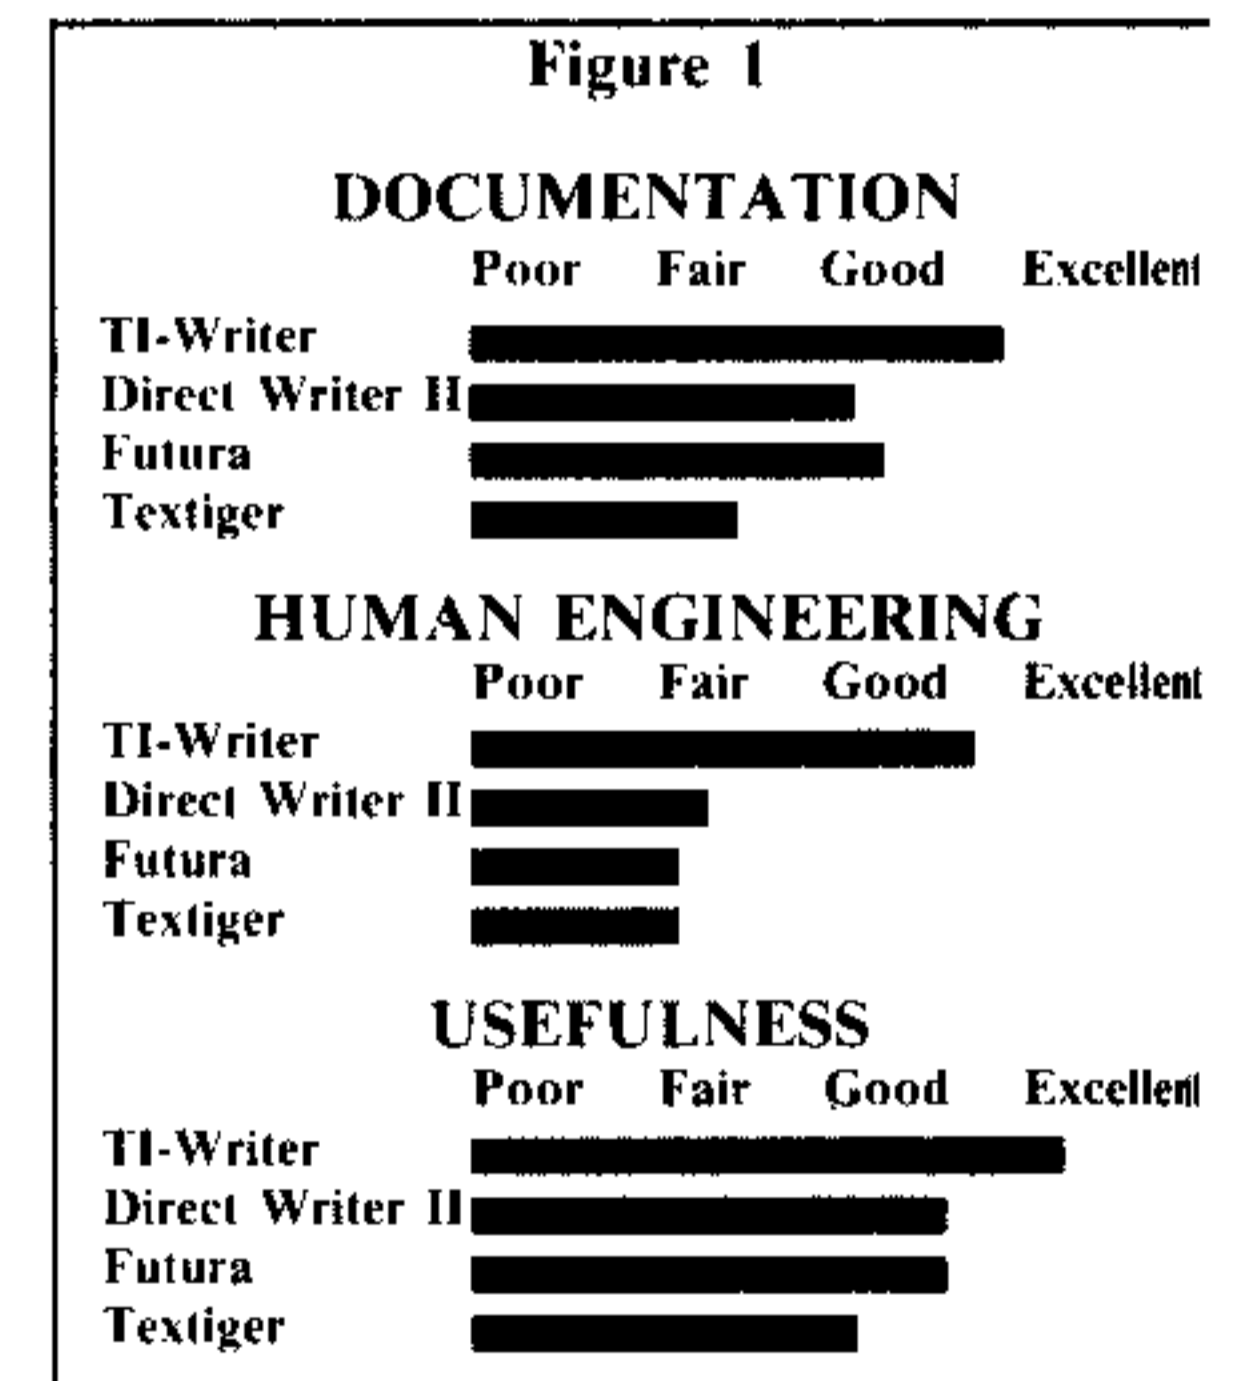 Figure 1
DOCUMENTATION
Poor Fair Good Excellent
TI-Writer
Direct Writer II
Futura
Textiger
HUMAN ENGINEERING
Poor Fair Good Excellent
TI-Writer
Direct Writer II
Futura
Textiger
USEFULNESS
Poor Fair Good Excellent
TI-Writer
Direct Writer II
Futura
Textiger